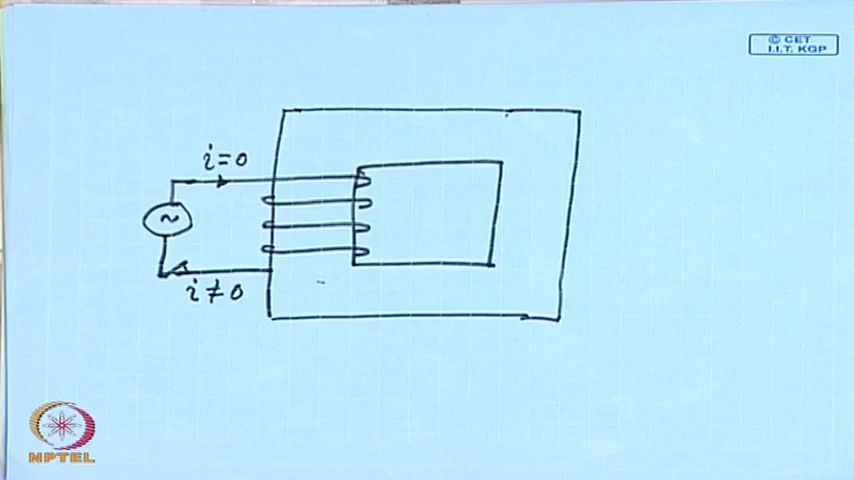 © CET
I.I.T. KGP
i=0
~
i≠0
NPTEL